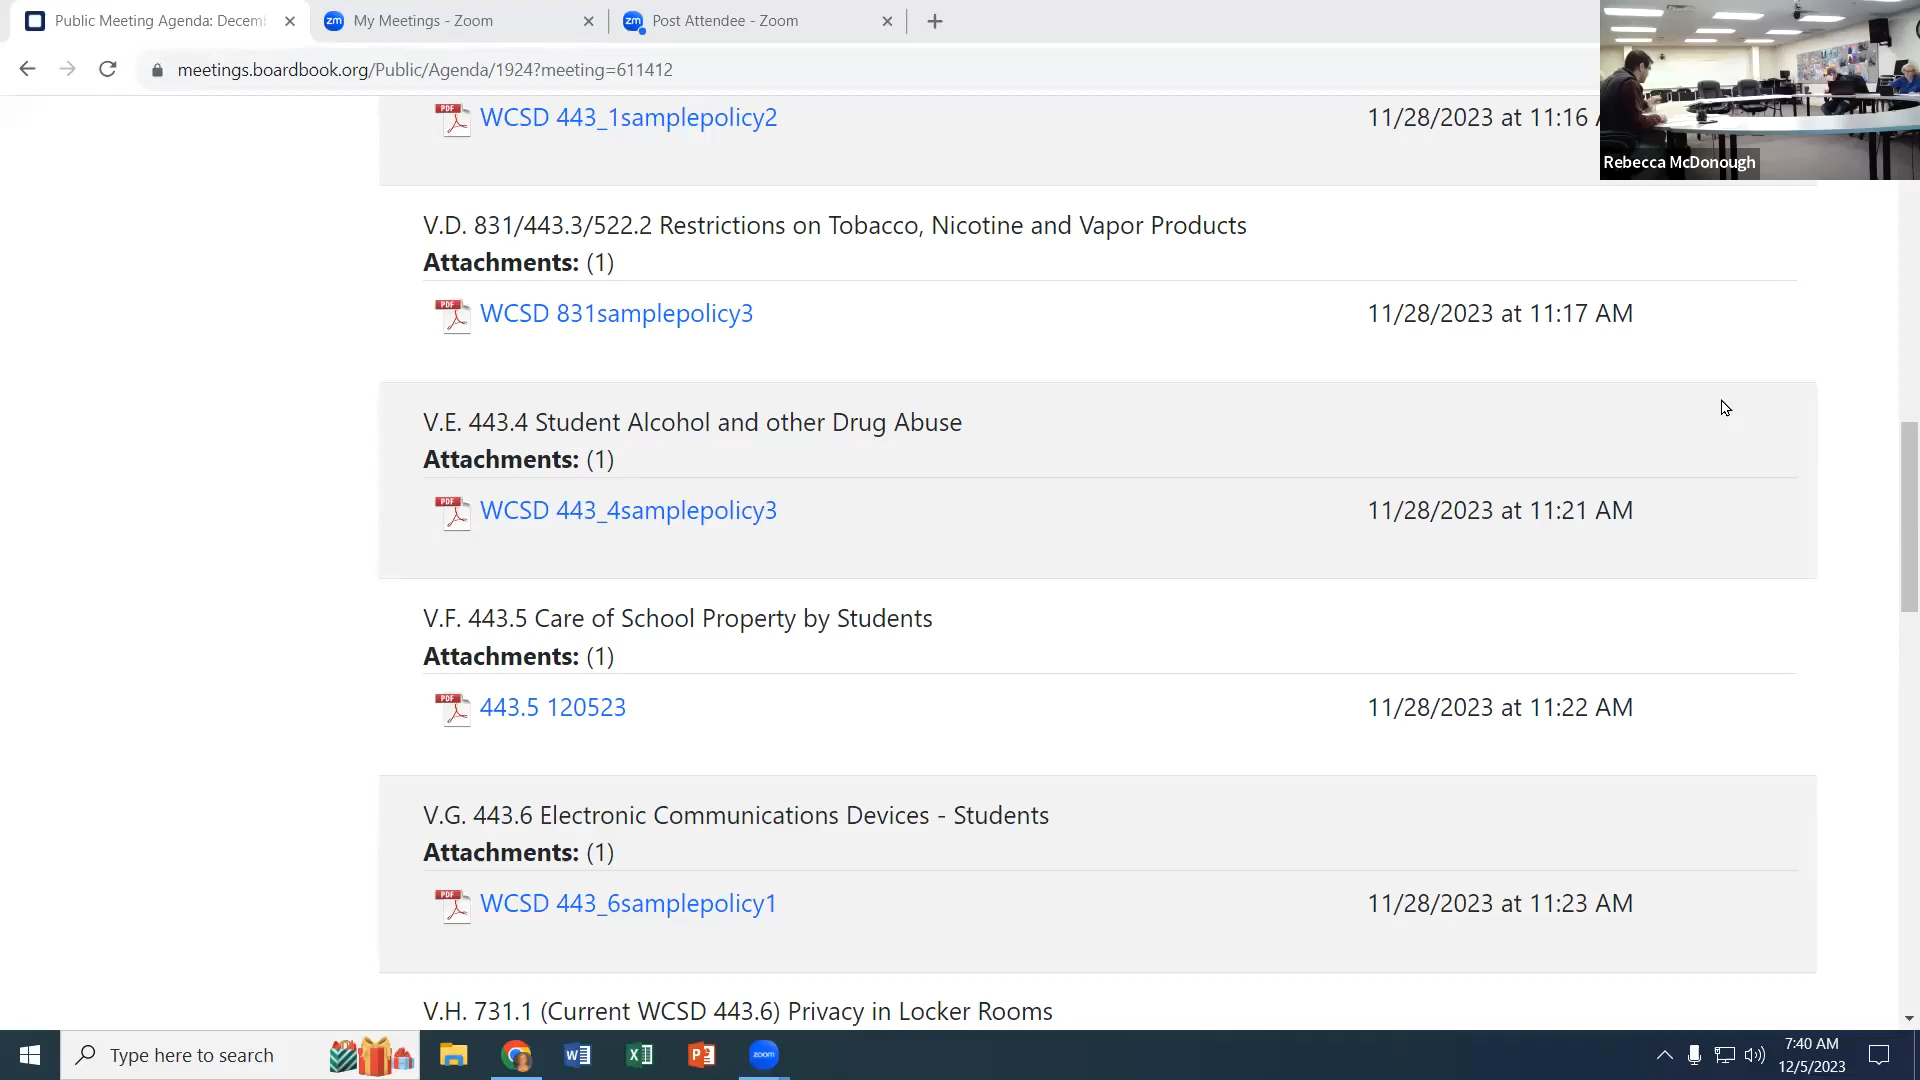 Public Meeting Agenda: Decem
My Meetings - Zoom
Post Attendee - Zoom
meetings.boardbook.org/Public/Agenda/1924?meeting=611412
Rebecca McDonough
WCSD 443_1samplepolicy2
11/28/2023 at 11:16
V.D. 831/443.3/522.2 Restrictions on Tobacco, Nicotine and Vapor Products
Attachments: (1)
WCSD 831samplepolicy3
11/28/2023 at 11:17 AM
V.E. 443.4 Student Alcohol and other Drug Abuse
Attachments: (1)
WCSD 443_4samplepolicy3
11/28/2023 at 11:21 AM
V.F. 443.5 Care of School Property by Students
Attachments: (1)
443.5 120523
11/28/2023 at 11:22 AM
V.G. 443.6 Electronic Communications Devices - Students
Attachments: (1)
WCSD 443_6samplepolicy1
11/28/2023 at 11:23 AM
V.H. 731.1 (Current WCSD 443.6) Privacy in Locker Rooms
Type here to search
7:40 AM
12/5/2023